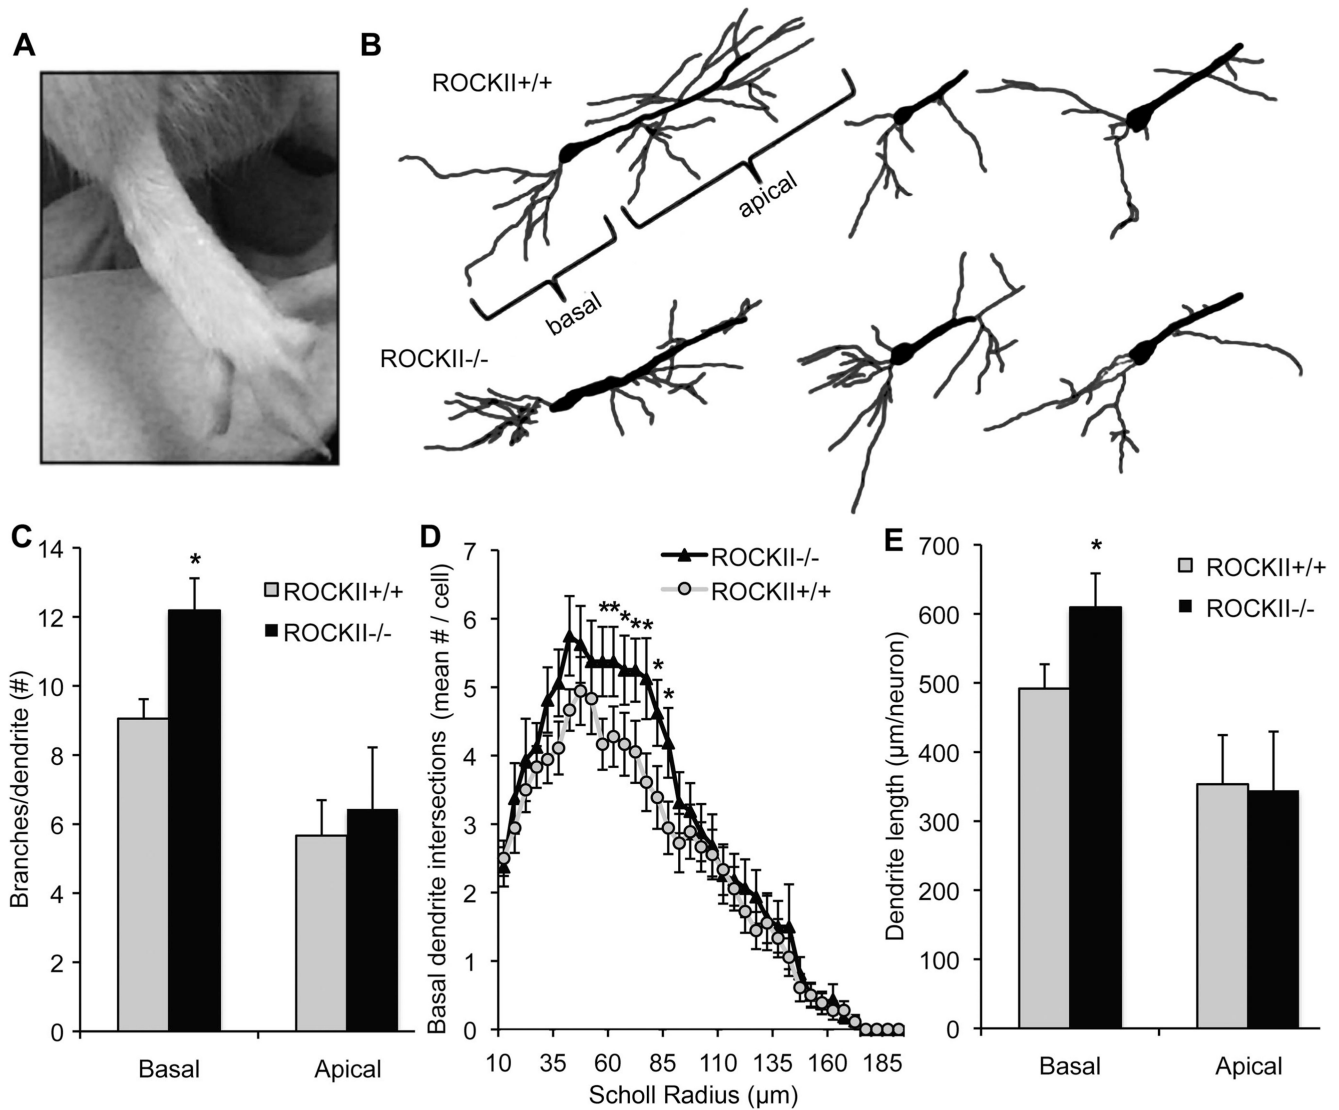 A
B
ROCKII+/+
apical
basal
ROCKII-/-
C
14
12
10
8
6
4
2
0
Branches/dendrite (#)
*
ROCKII+/+
ROCKII-/-
Basal
Apical
D
7
6
5
4
3
2
1
0
Basal dendrite intersections (mean # / cell)
ROCKII-/-
ROCKII+/+
**
*
**
*
*
10 35 60 85 110 135 160 185
Scholl Radius (µm)
E
700
600
500
400
300
200
100
0
Dendrite length (µm/neuron)
*
ROCKII+/+
ROCKII-/-
Basal
Apical